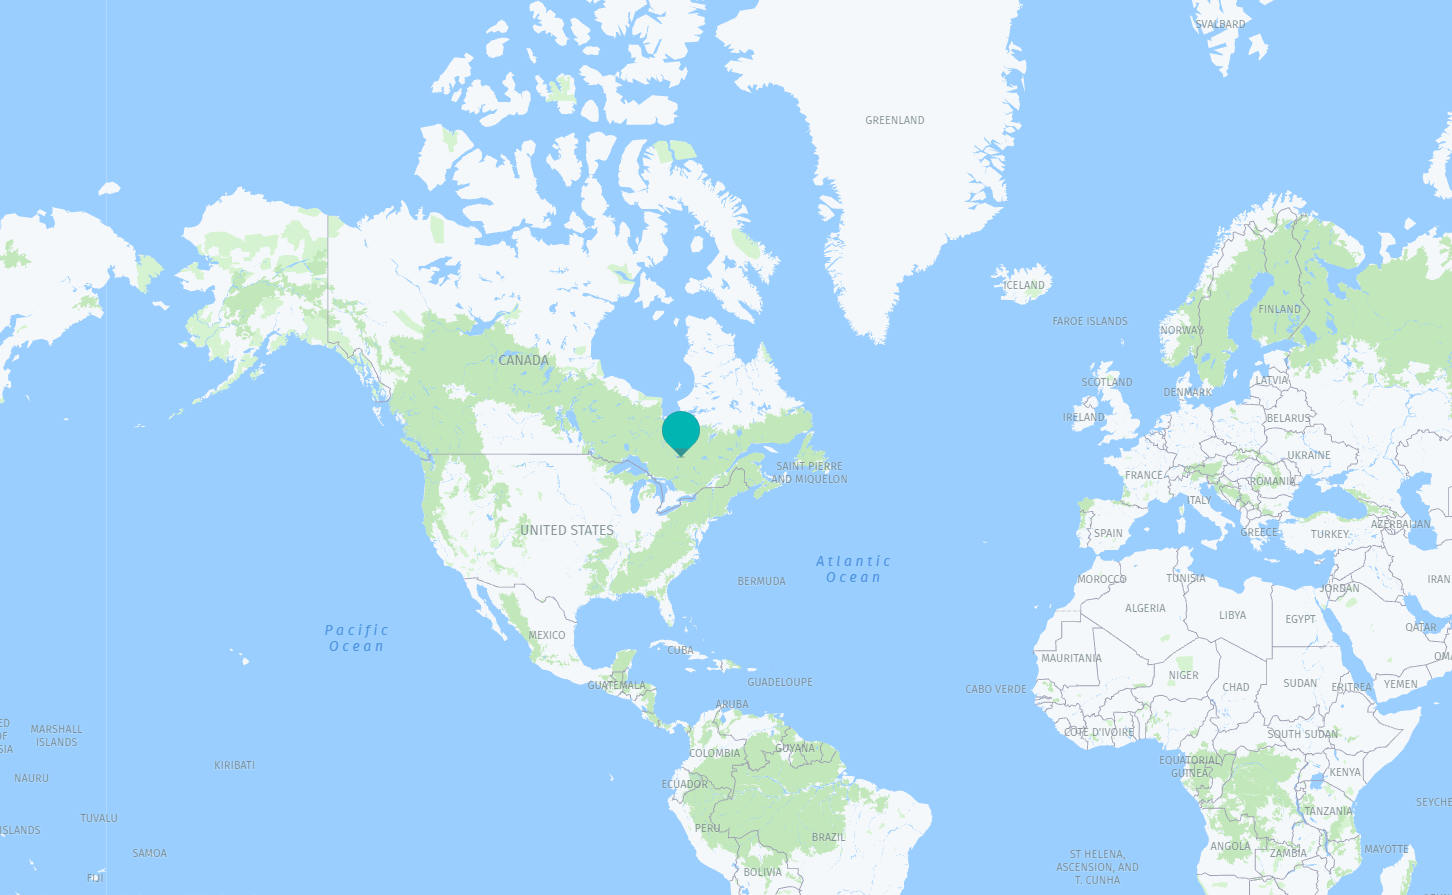 SVALBARD
GREENLAND
ICELAND
FINLAND
FAROE ISLANDS
NORWAY
CANADA
SCOTLAND
LATVIA
DENMARK
IRELAND
BELARUS
UKRAINE
SAINT PIERRE
AND MIQUELON
FRANCE
ROMANIA
ITALY
AZERBAIJAN
UNITED STATES
SPAIN
GREECE
TURKEY
Atlantic
Ocean
BERMUDA
MOROCCO
TUNISIA
IRAN
JORDAN
ALGERIA
LIBYA
EGYPT
QATAR
Pacific
Ocean
MEXICO
CUBA
MAURITANIA
OM
NIGER
GUATEMALA
GUADELOUPE
CABO VERDE
CHAD
SUDAN
ERITREA
YEMEN
ARUBA
ED
OF
SIA
MARSHALL
ISLANDS
CÔTE D'IVOIRE
SOUTH SUDAN
COLOMBIA
GUYANA
KIRIBATI
EQUATORIAL
GUINEA
KENYA
NAURU
ECUADOR
SEYCHE
TUVALU
TANZANIA
ISLANDS
PERU
BRAZIL
SAMOA
ANGOLA
ZAMBIA
MAYOTTE
ST HELENA,
ASCENSION, AND
T. CUNHA
FIJI
BOLIVIA